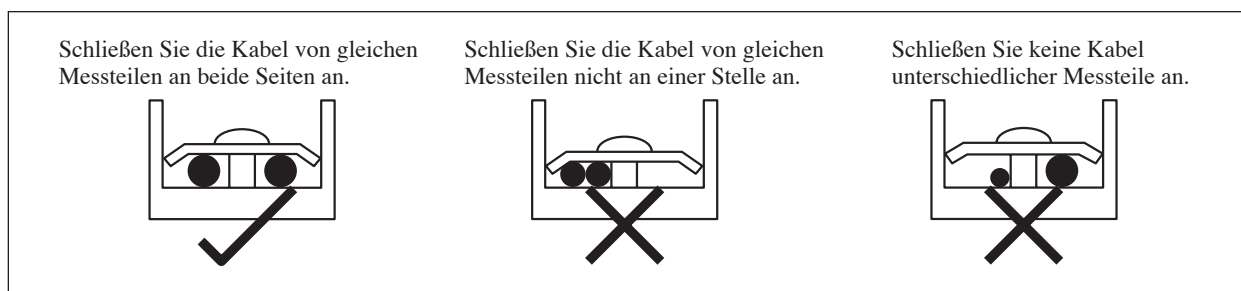 Schließen Sie die Kabel von gleichen
Messteilen an beide Seiten an.
Schließen Sie die Kabel von gleichen
Messteilen nicht an einer Stelle an.
Schließen Sie keine Kabel
unterschiedlicher Messteile an.